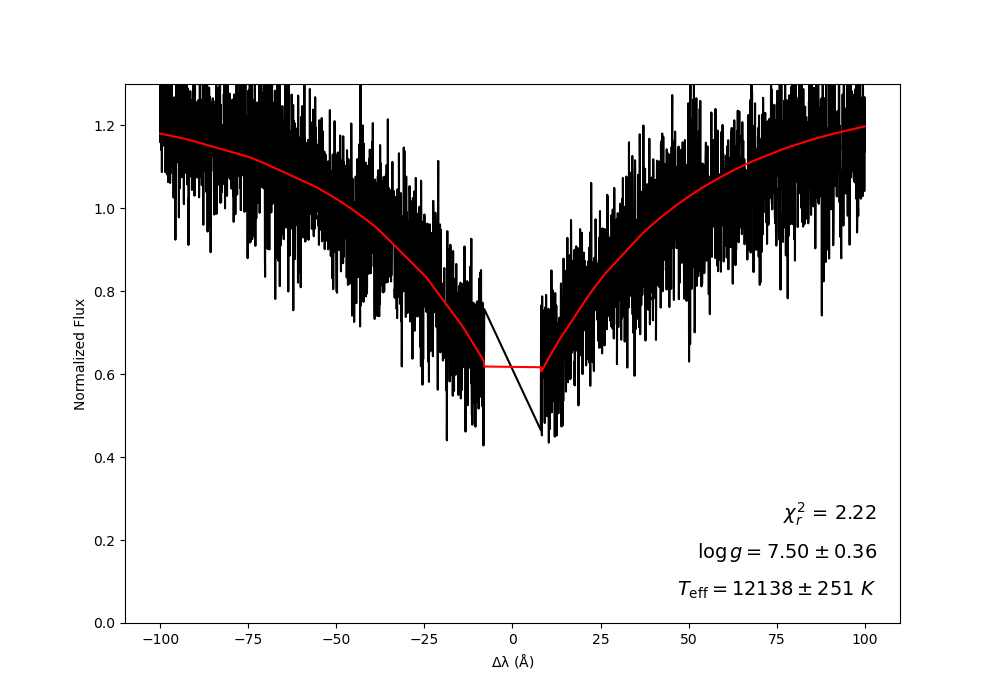 1.2
1.0
0.8
0.6
0.4
0.2
0.0
Normalized Flux
χ²ᵣ = 2.22
log g = 7.50 ± 0.36
T_eff = 12138 ± 251 K
−100 −75 −50 −25 0 25 50 75 100
Δλ (Å)